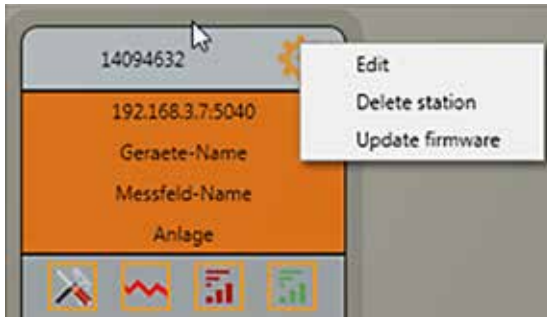 14094632
192.168.3.7:5040
Geraete-Name
Messfeld-Name
Anlage
Edit
Delete station
Update firmware